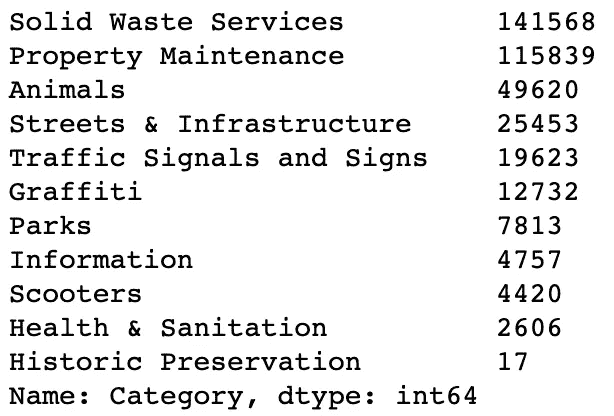 Solid Waste Services 141568
Property Maintenance 115839
Animals 49620
Streets & Infrastructure 25453
Traffic Signals and Signs 19623
Graffiti 12732
Parks 7813
Information 4757
Scooters 4420
Health & Sanitation 2606
Historic Preservation 17
Name: Category, dtype: int64